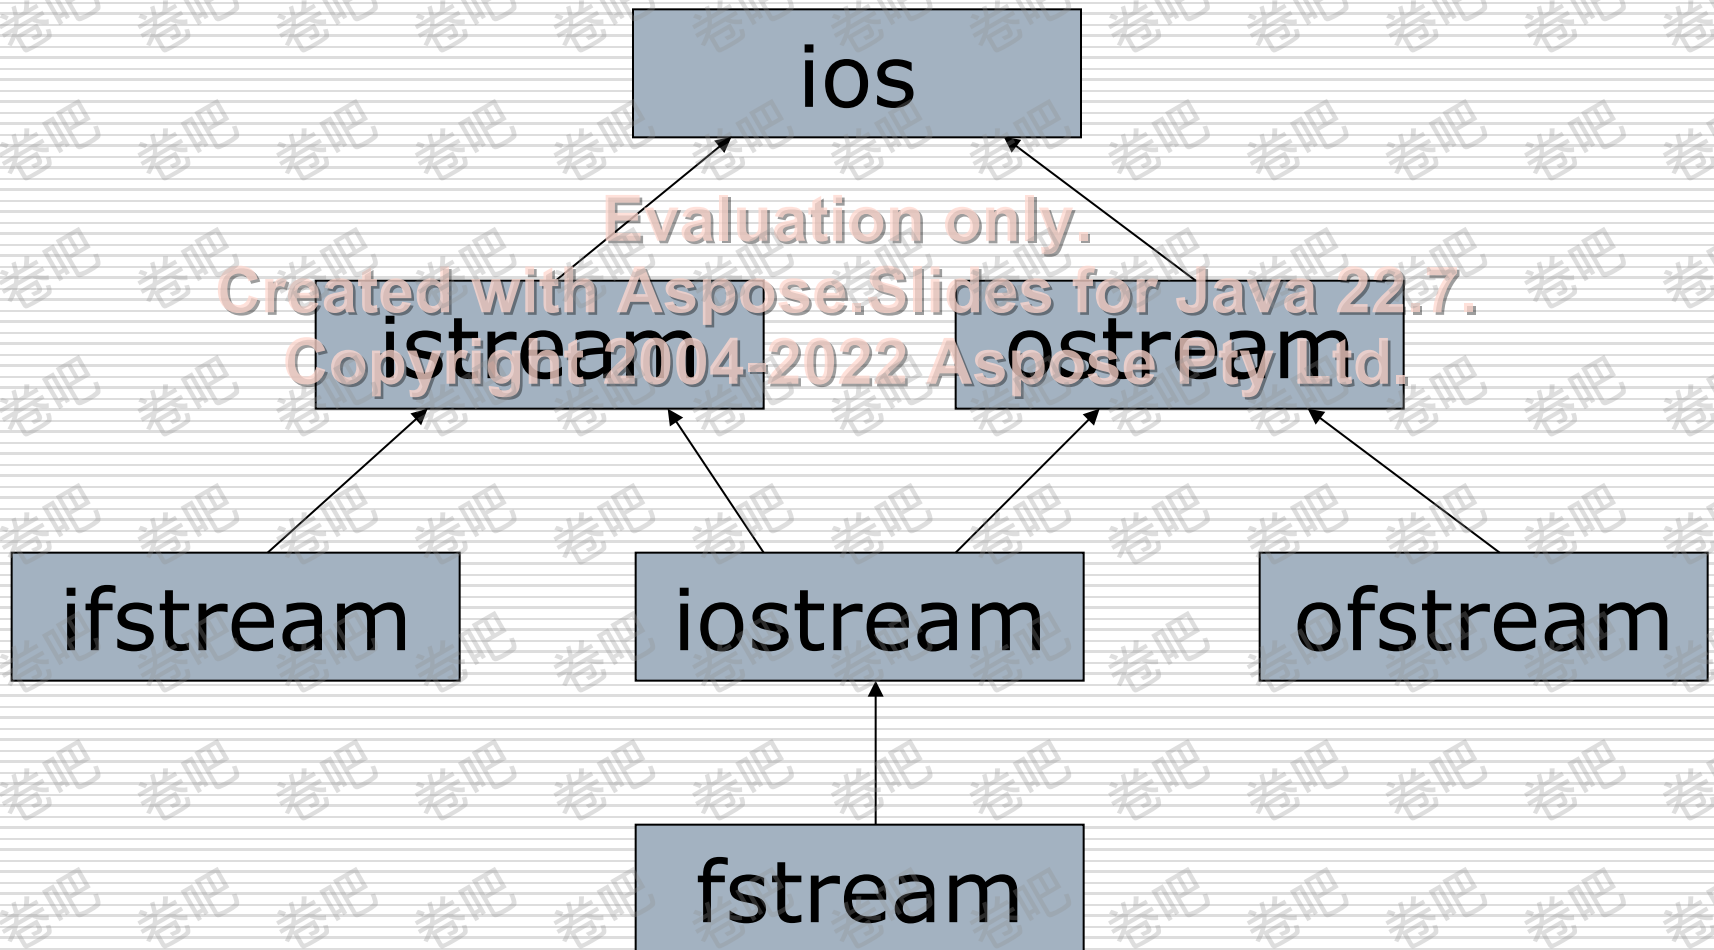 ios
Evaluation only.
Created with Aspose.Slides for Java 22.7.
Copyright 2004-2022 Aspose Pty Ltd.
istream
ostream
ifstream
iostream
ofstream
fstream
卷吧